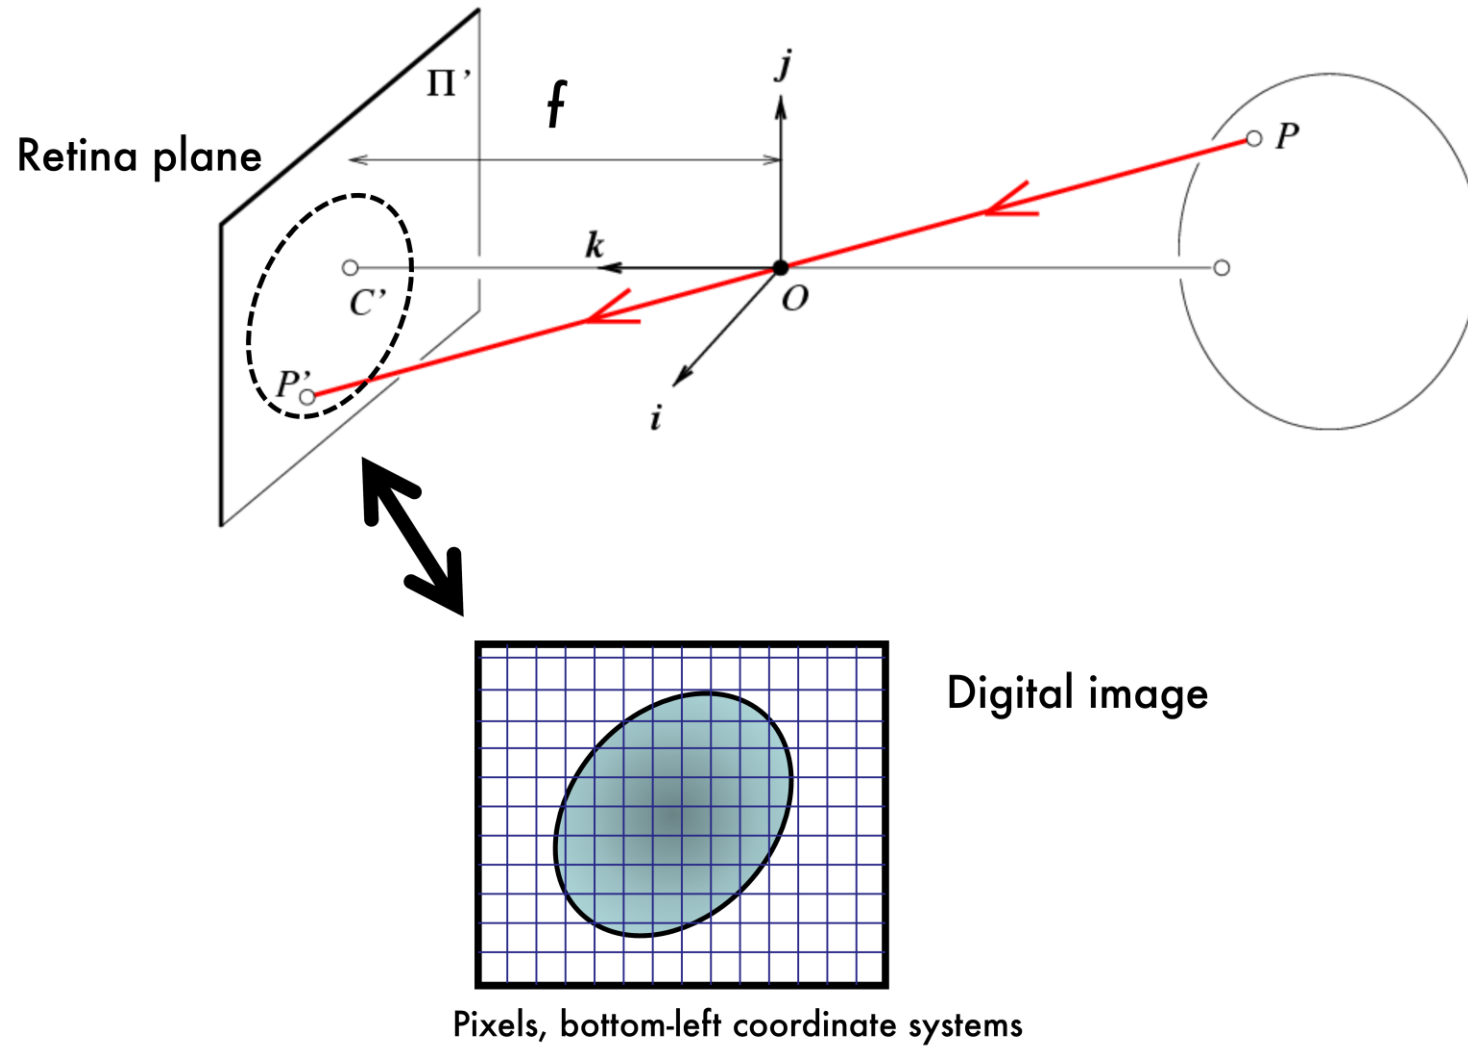 j
Π’
f
P
Retina plane
k
O
C’
P’
i
Digital image
Pixels, bottom-left coordinate systems